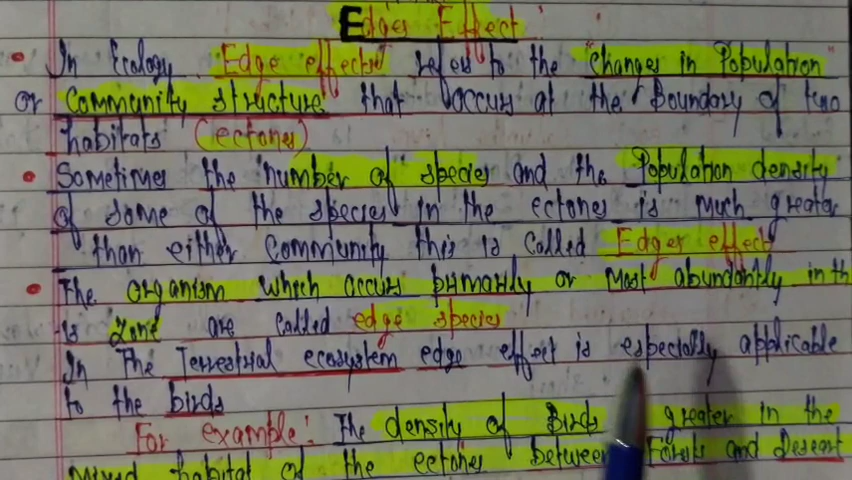 Edges Effect
In Ecology Edge effects refers to the "changes in Population"
or Community structure that occurs at the Boundary of two
habitats (ectones)
Sometimes the number of species and the Population density
of some of the species in the ectones is much greater
than either Community this is called Edges effect
The organism which occurs primarily or Most abundantly in th
is zone are called edge species
In The Terrestrial ecosystem edge effect is especially applicable
to the birds
For example: The density of Birds greater in the
Mixed habitat of the ectones between Forests and Desert